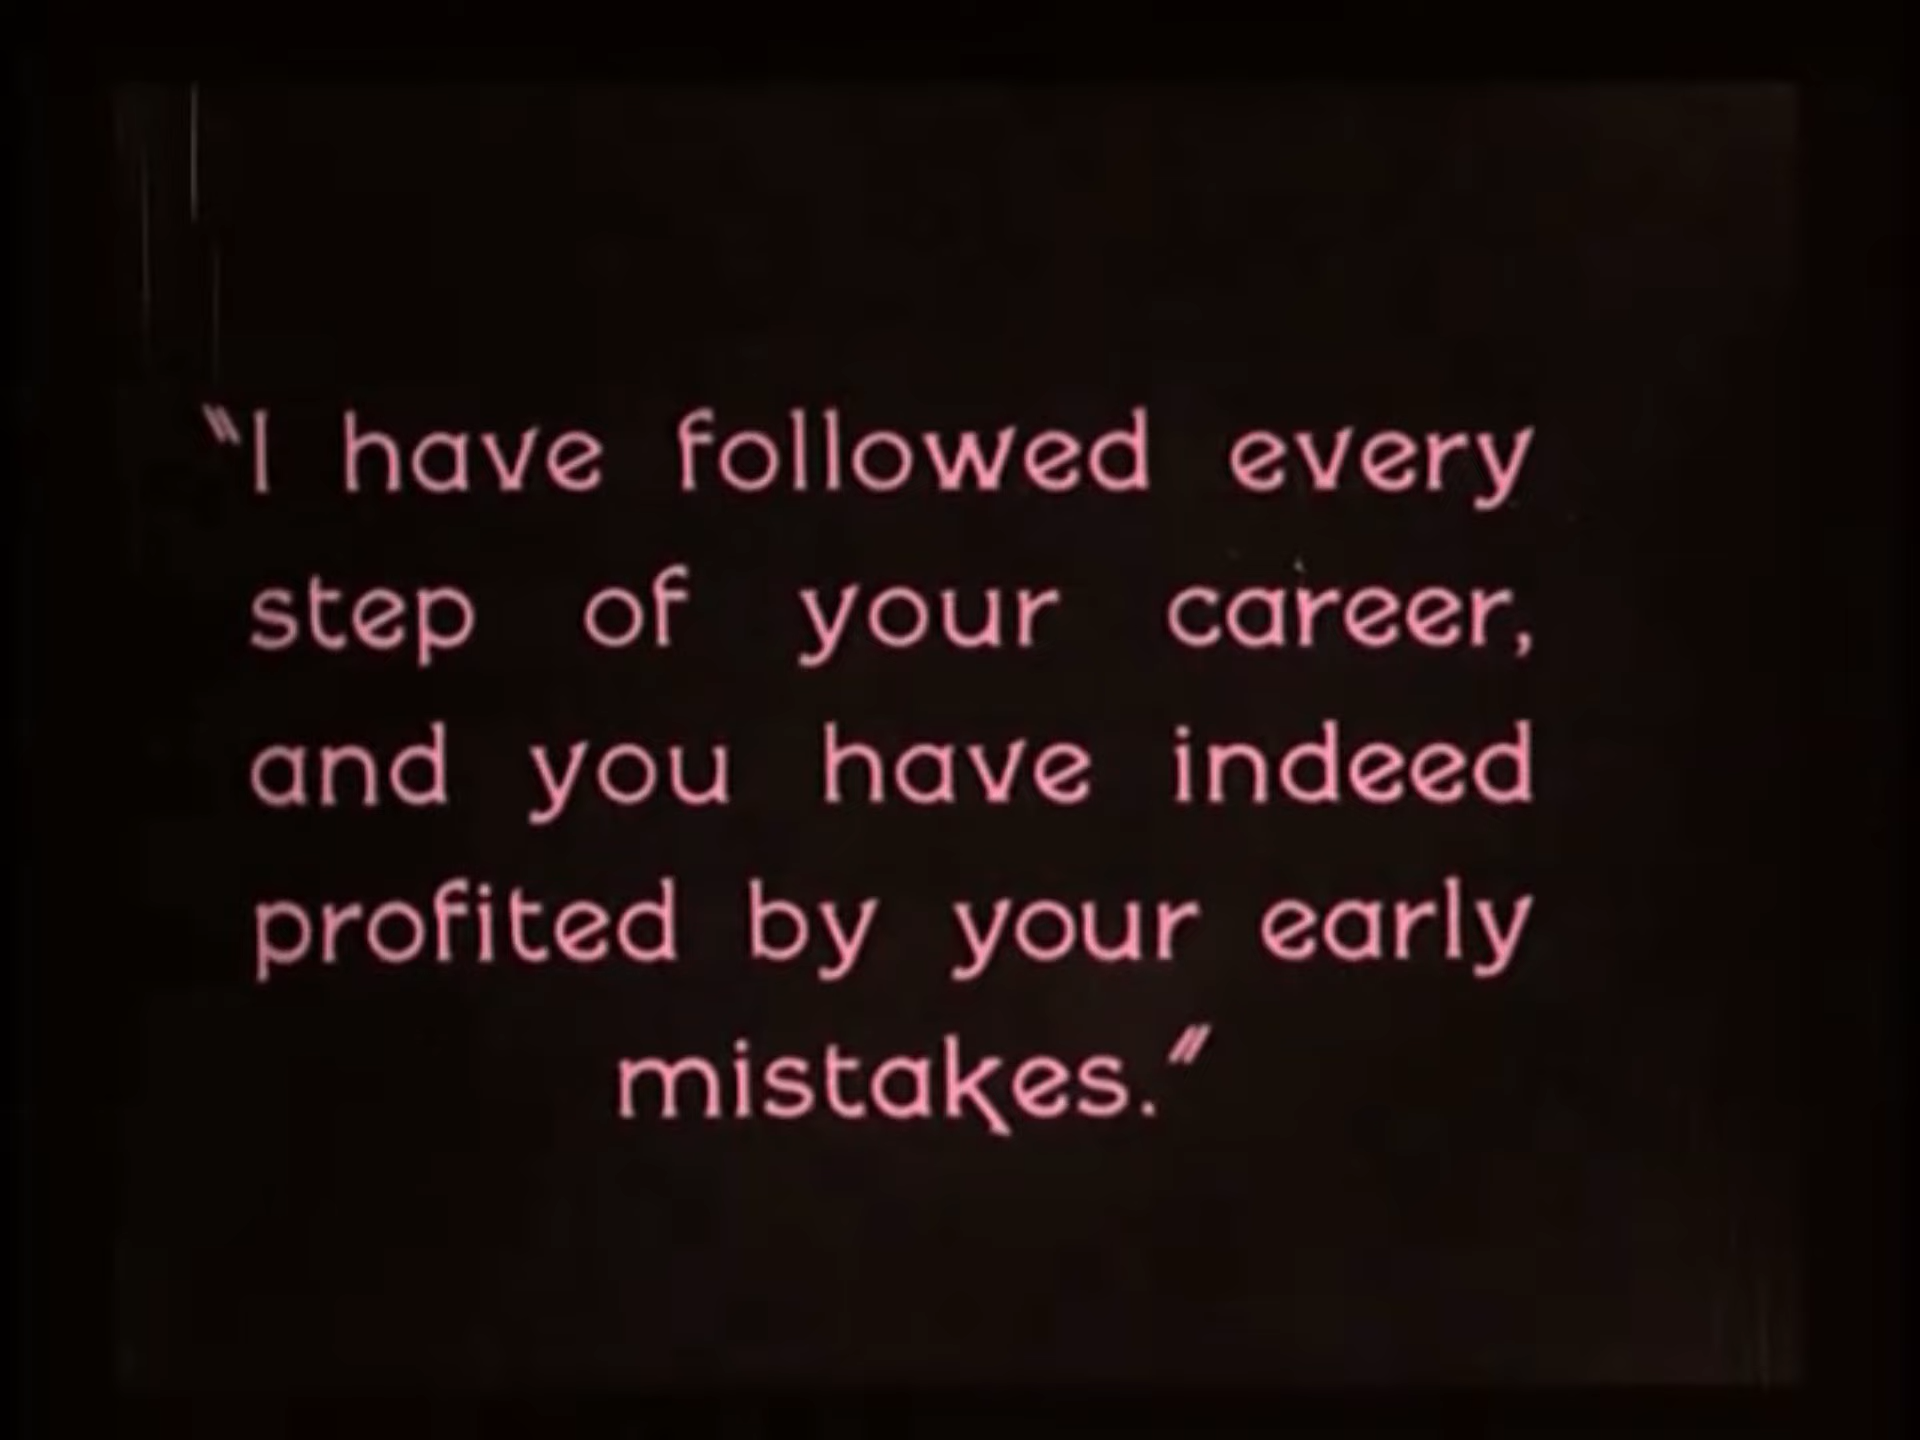 “I have followed every
step of your career,
and you have indeed
profited by your early
mistakes.”